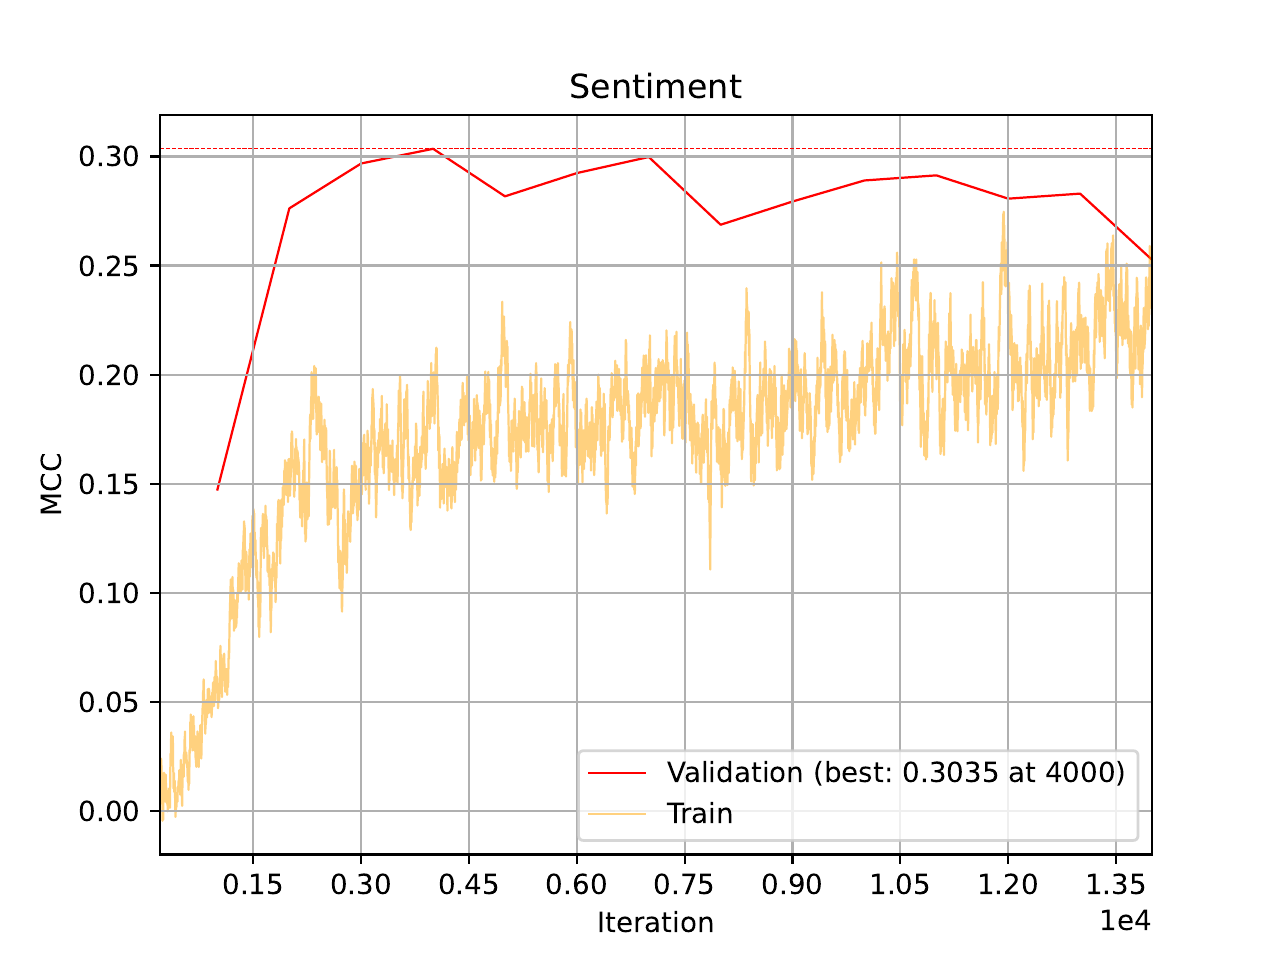 Sentiment
MCC
0.30
0.25
0.20
0.15
0.10
0.05
0.00
Validation (best: 0.3035 at 4000)
Train
0.15 0.30 0.45 0.60 0.75 0.90 1.05 1.20 1.35
1e4
Iteration